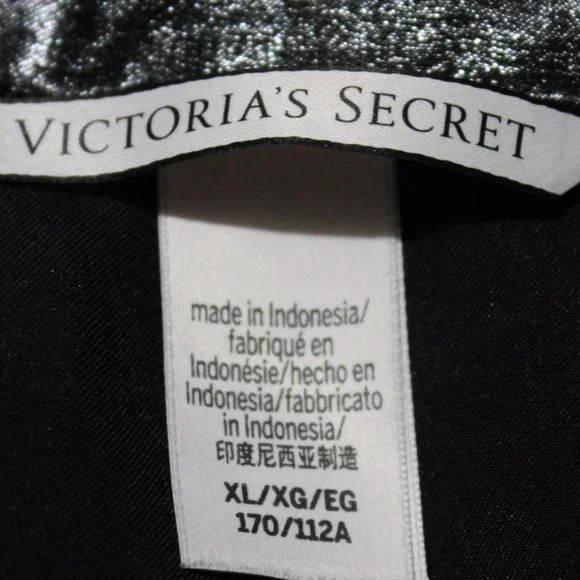 VICTORIA'S SECRET
made in Indonesia/
fabriqué en
Indonésie/hecho en
Indonesia/fabbricato
in Indonesia/
印度尼西亚制造
XL/XG/EG
170/112A